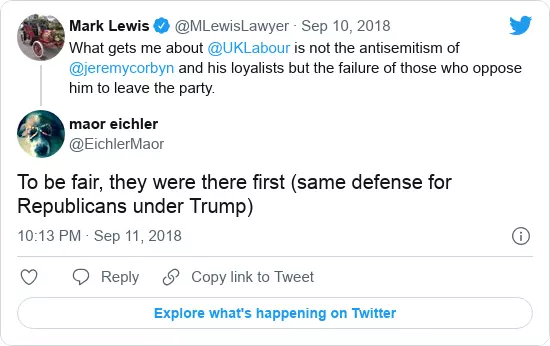 Mark Lewis @MLewisLawyer · Sep 10, 2018
What gets me about @UKLabour is not the antisemitism of
@jeremycorbyn and his loyalists but the failure of those who oppose
him to leave the party.
maor eichler
@EichlerMaor
To be fair, they were there first (same defense for
Republicans under Trump)
10:13 PM · Sep 11, 2018
Reply Copy link to Tweet
Explore what's happening on Twitter